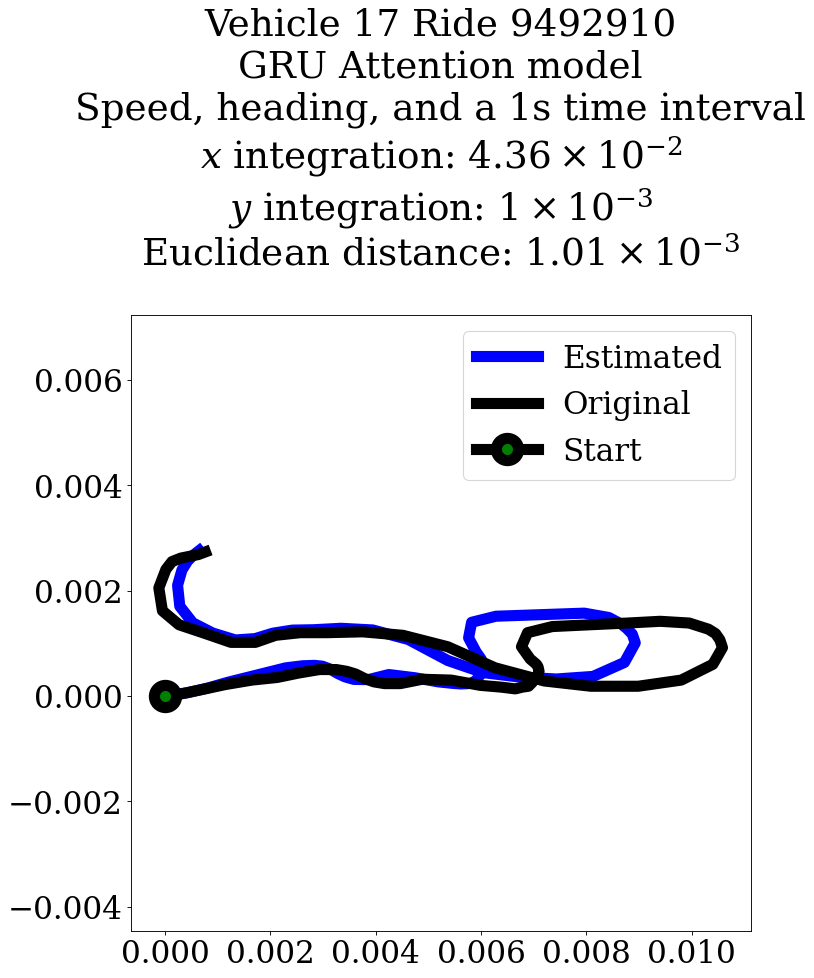 Vehicle 17 Ride 9492910
GRU Attention model
Speed, heading, and a 1s time interval
x integration: 4.36 × 10⁻²
y integration: 1 × 10⁻³
Euclidean distance: 1.01 × 10⁻³
Estimated
Original
Start
0.006
0.004
0.002
0.000
−0.002
−0.004
0.000 0.002 0.004 0.006 0.008 0.010